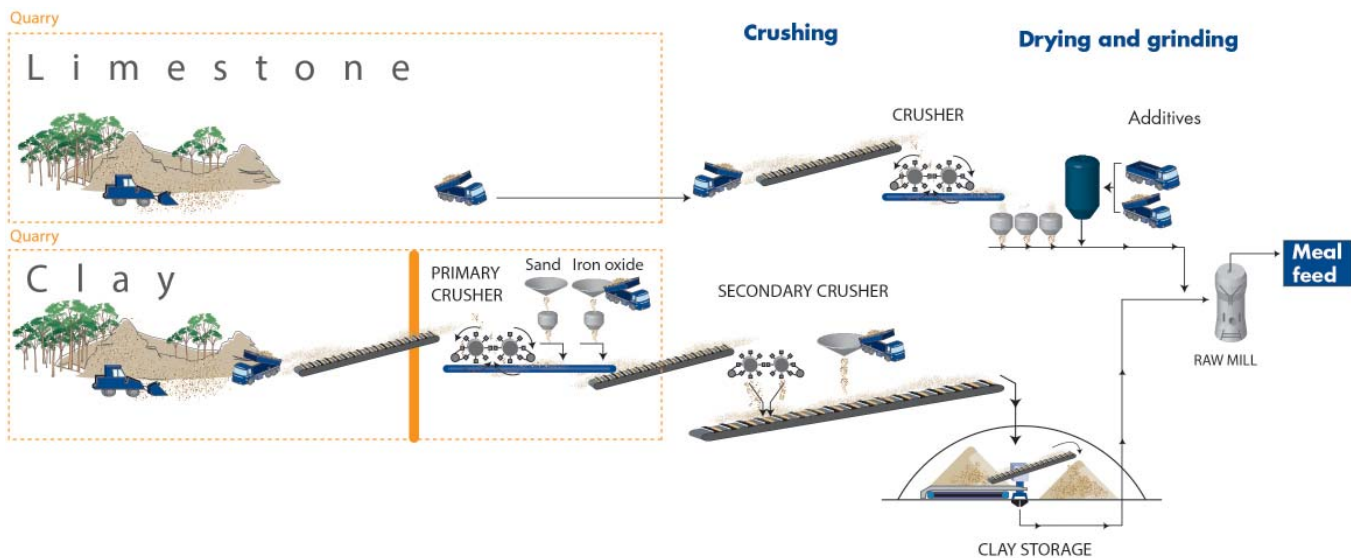 Quarry
Limestone
Crushing
Drying and grinding
CRUSHER
Additives
Quarry
Clay
PRIMARY
CRUSHER
Sand
Iron oxide
SECONDARY CRUSHER
Meal
feed
RAW MILL
CLAY STORAGE